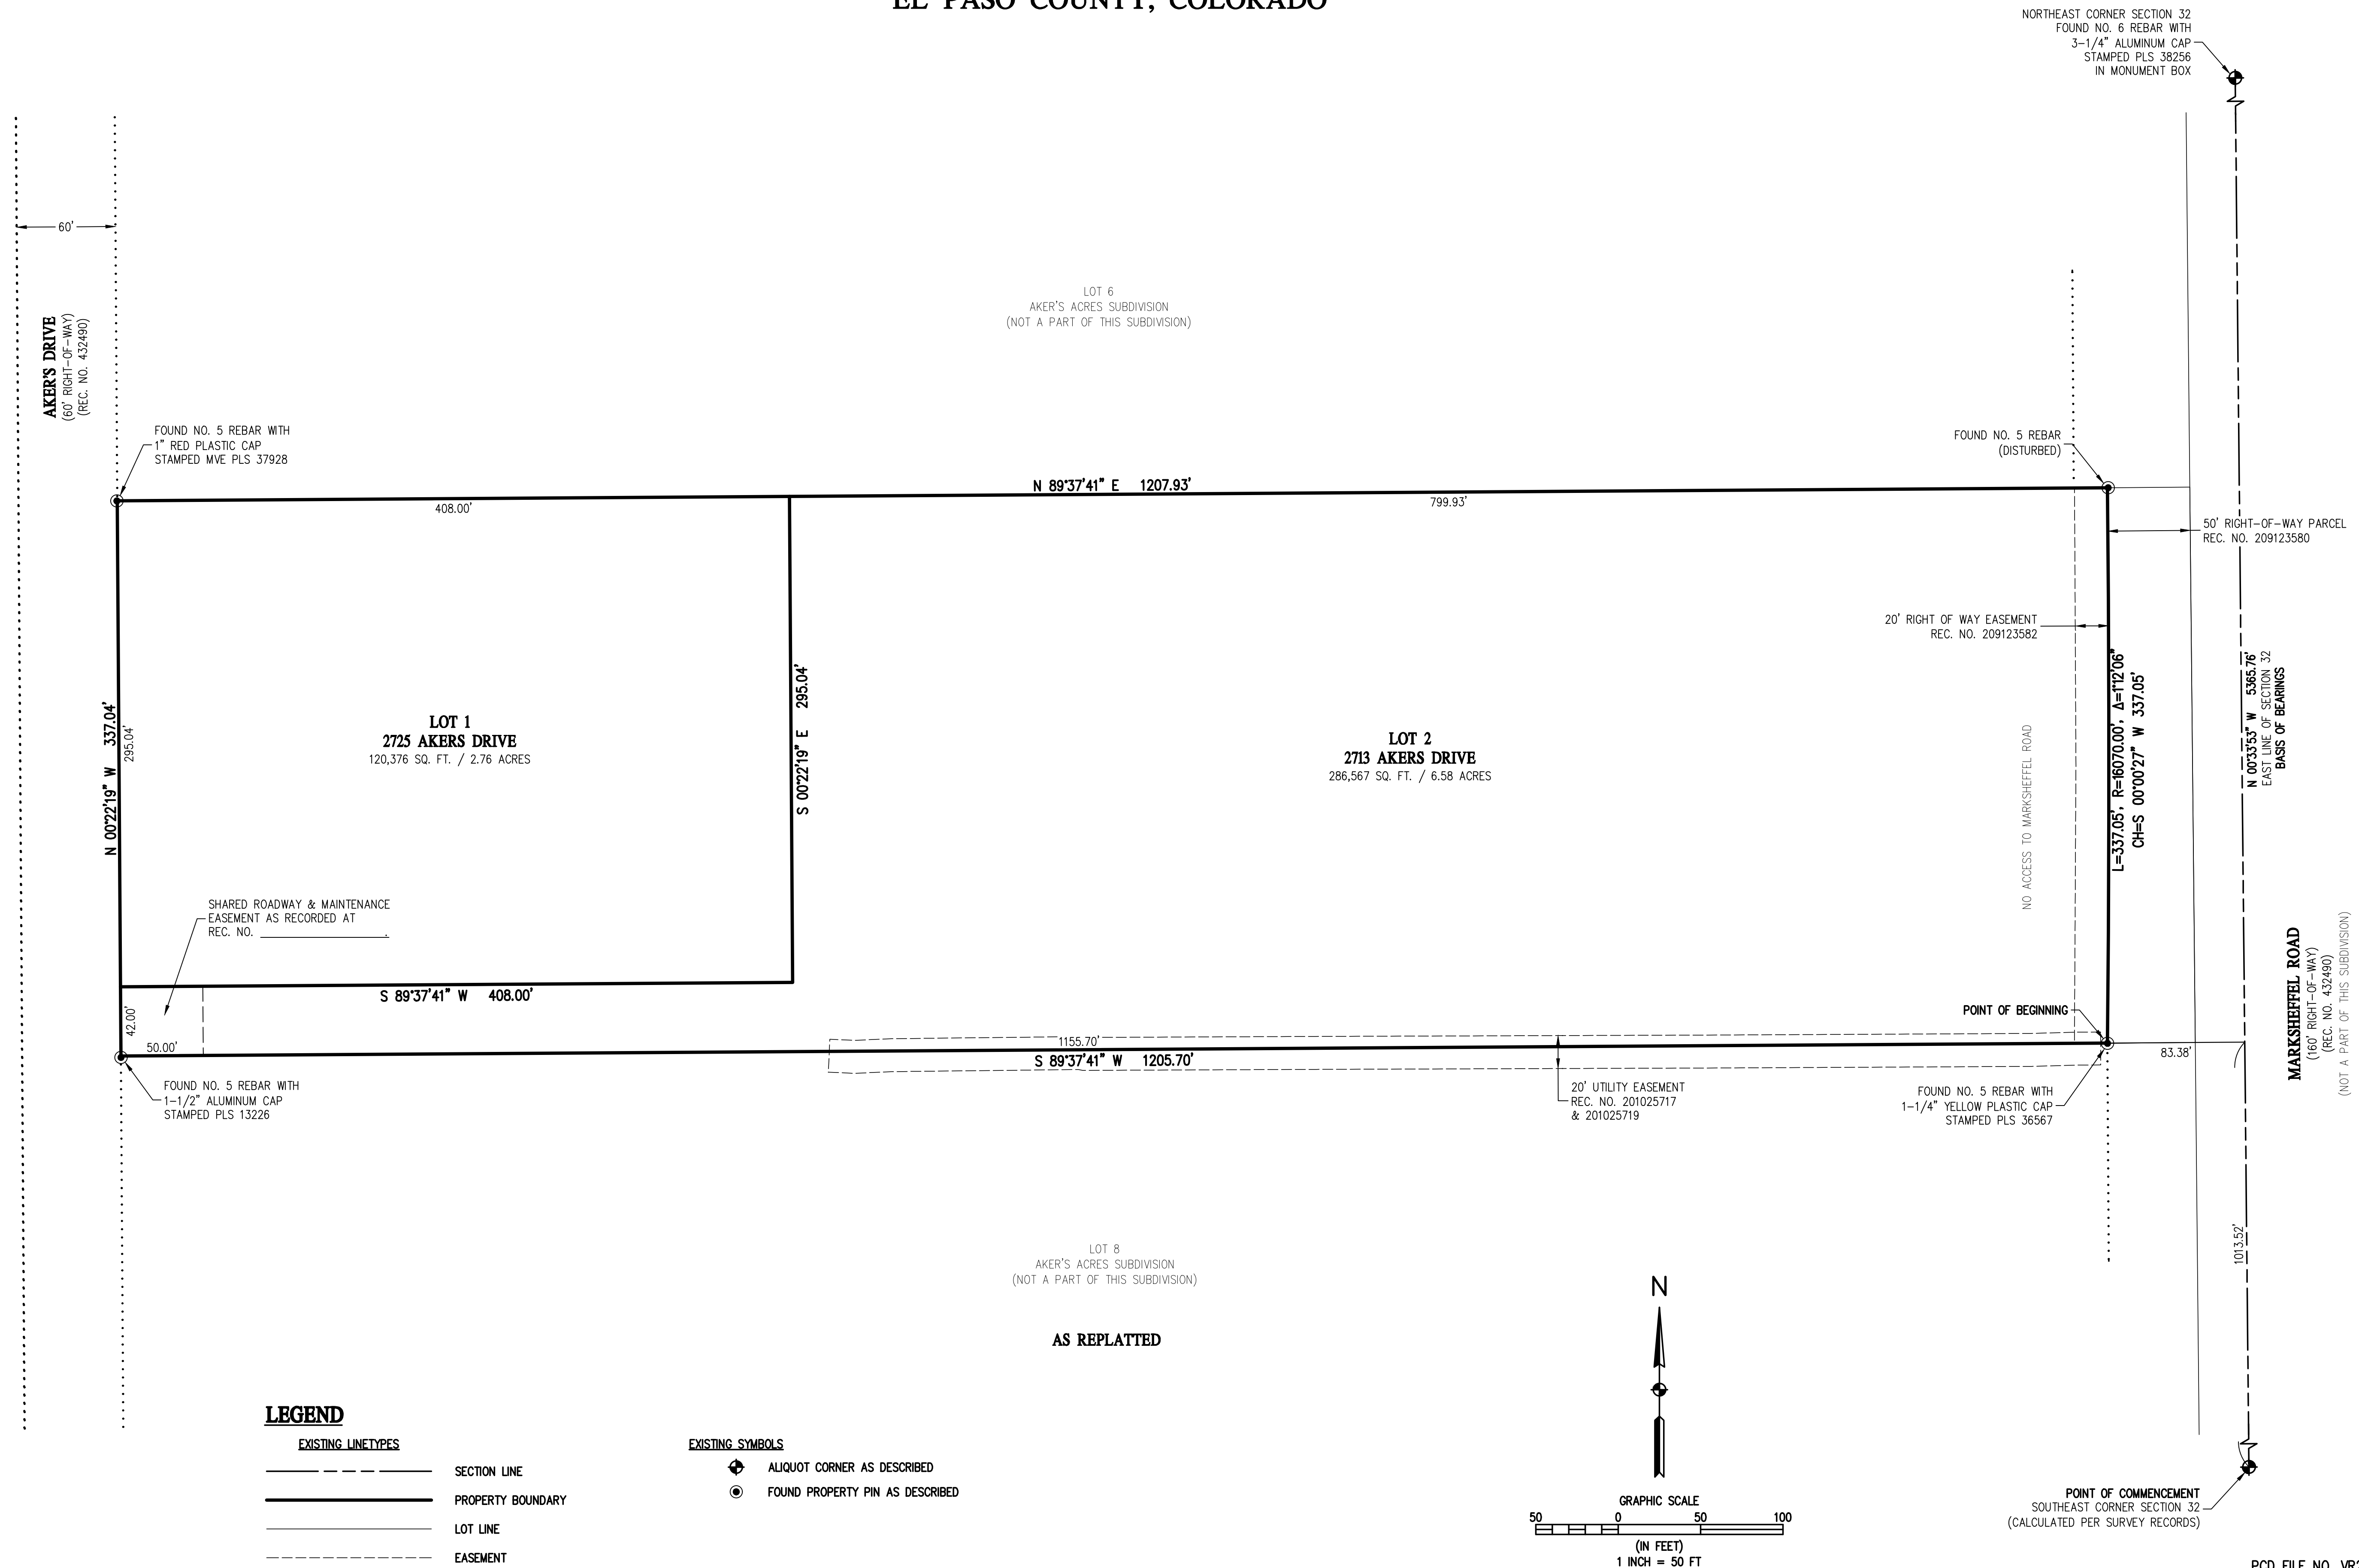 EL PASO COUNTY, COLORADO
NORTHEAST CORNER SECTION 32
FOUND NO. 6 REBAR WITH
3-1/4" ALUMINUM CAP
STAMPED PLS 38256
IN MONUMENT BOX
60'
AKER'S DRIVE
(60' RIGHT-OF-WAY)
(REC. NO. 432490)
LOT 6
AKER'S ACRES SUBDIVISION
(NOT A PART OF THIS SUBDIVISION)
FOUND NO. 5 REBAR WITH
1" RED PLASTIC CAP
STAMPED MVE PLS 37928
FOUND NO. 5 REBAR
(DISTURBED)
N 89°37'41" E 1207.93'
408.00'
799.93'
50' RIGHT-OF-WAY PARCEL
REC. NO. 209123580
20' RIGHT OF WAY EASEMENT
REC. NO. 209123582
N 00°22'19" W 337.04'
295.04'
LOT 1
2725 AKERS DRIVE
120,376 SQ. FT. / 2.76 ACRES
S 00°22'19" E 295.04'
LOT 2
2713 AKERS DRIVE
286,567 SQ. FT. / 6.58 ACRES
NO ACCESS TO MARKSHEFFEL ROAD
L=337.05', R=16070.00', Δ=1°12'06"
CH=S 00°00'27" W 337.05'
N 00°33'53" W 5365.76'
EAST LINE OF SECTION 32
BASIS OF BEARINGS
SHARED ROADWAY & MAINTENANCE
EASEMENT AS RECORDED AT
REC. NO. ____________________.
S 89°37'41" W 408.00'
42.00'
50.00'
POINT OF BEGINNING
1155.70'
S 89°37'41" W 1205.70'
83.38'
MARKSHEFFEL ROAD
(160' RIGHT-OF-WAY)
(REC. NO. 432490)
(NOT A PART OF THIS SUBDIVISION)
FOUND NO. 5 REBAR WITH
1-1/2" ALUMINUM CAP
STAMPED PLS 13226
20' UTILITY EASEMENT
REC. NO. 201025717
& 201025719
FOUND NO. 5 REBAR WITH
1-1/4" YELLOW PLASTIC CAP
STAMPED PLS 36567
1013.52'
LOT 8
AKER'S ACRES SUBDIVISION
(NOT A PART OF THIS SUBDIVISION)
AS REPLATTED
N
LEGEND
EXISTING LINETYPES
SECTION LINE
PROPERTY BOUNDARY
LOT LINE
EASEMENT
EXISTING SYMBOLS
ALIQUOT CORNER AS DESCRIBED
FOUND PROPERTY PIN AS DESCRIBED
GRAPHIC SCALE
50 0 50 100
(IN FEET)
1 INCH = 50 FT
POINT OF COMMENCEMENT
SOUTHEAST CORNER SECTION 32
(CALCULATED PER SURVEY RECORDS)
PCD FILE NO.